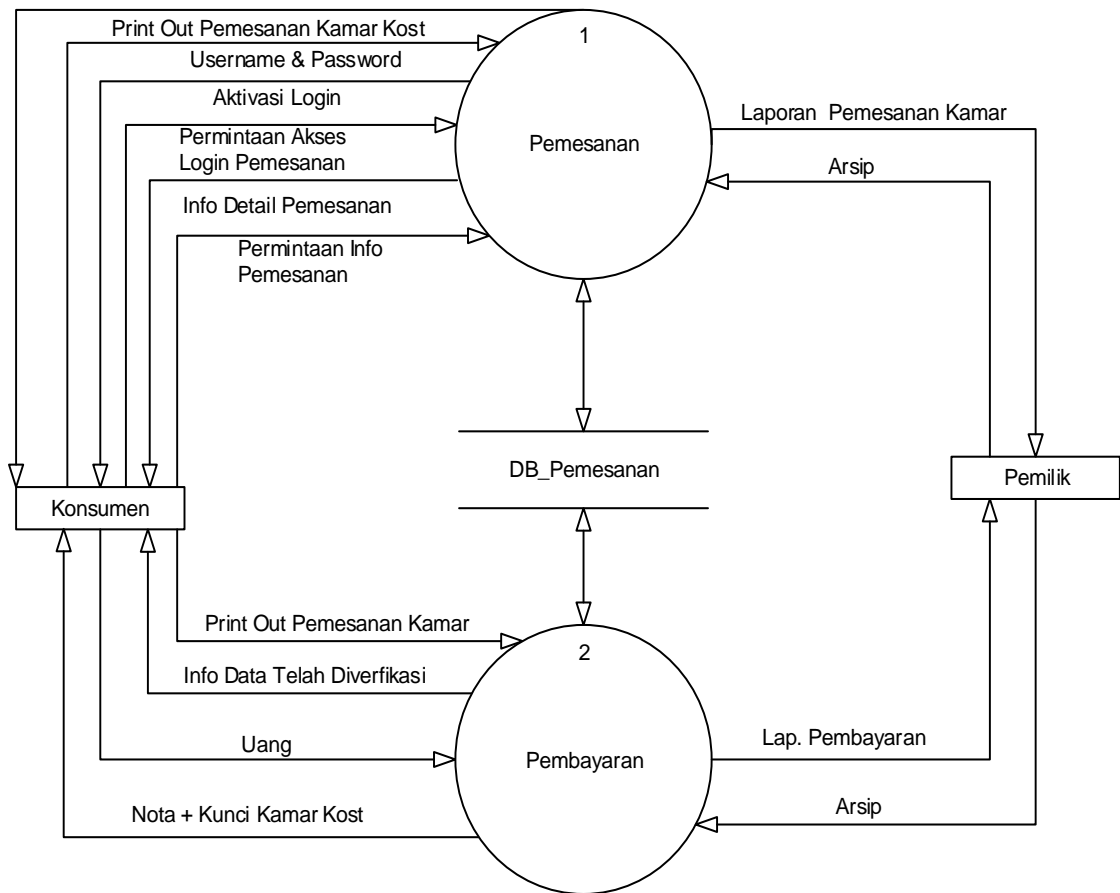 Print Out Pemesanan Kamar Kost
1
Username & Password
Aktivasi Login
Laporan Pemesanan Kamar
Permintaan Akses
Login Pemesanan
Pemesanan
Arsip
Info Detail Pemesanan
Permintaan Info
Pemesanan
DB_Pemesanan
Konsumen
Pemilik
Print Out Pemesanan Kamar
2
Info Data Telah Diverfikasi
Uang
Lap. Pembayaran
Pembayaran
Nota + Kunci Kamar Kost
Arsip